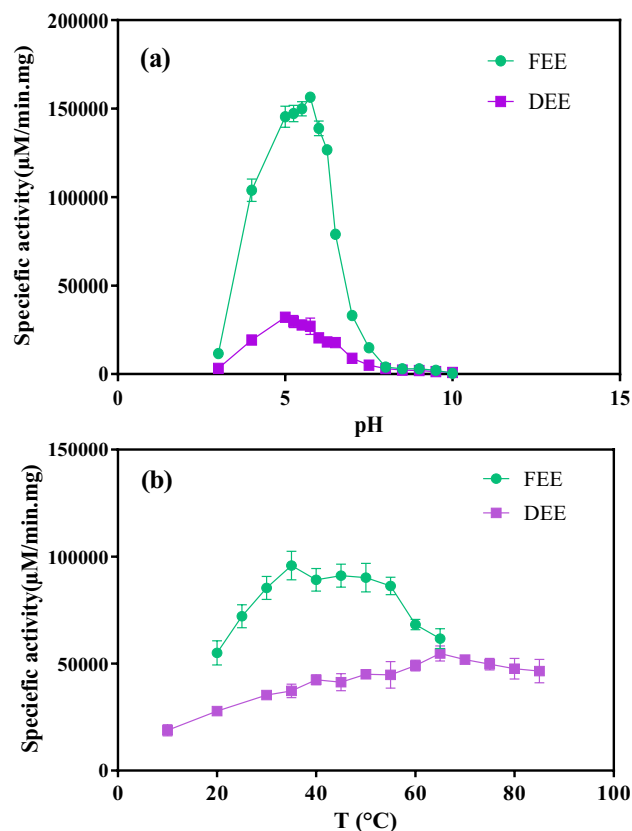 200000
(a)
FEE
DEE
150000
100000
50000
0
0
5
10
15
Speciefic activity(µM/min.mg)
pH
150000
(b)
FEE
DEE
100000
50000
0
0
20
40
60
80
100
Speciefic activity(µM/min.mg)
T (°C)